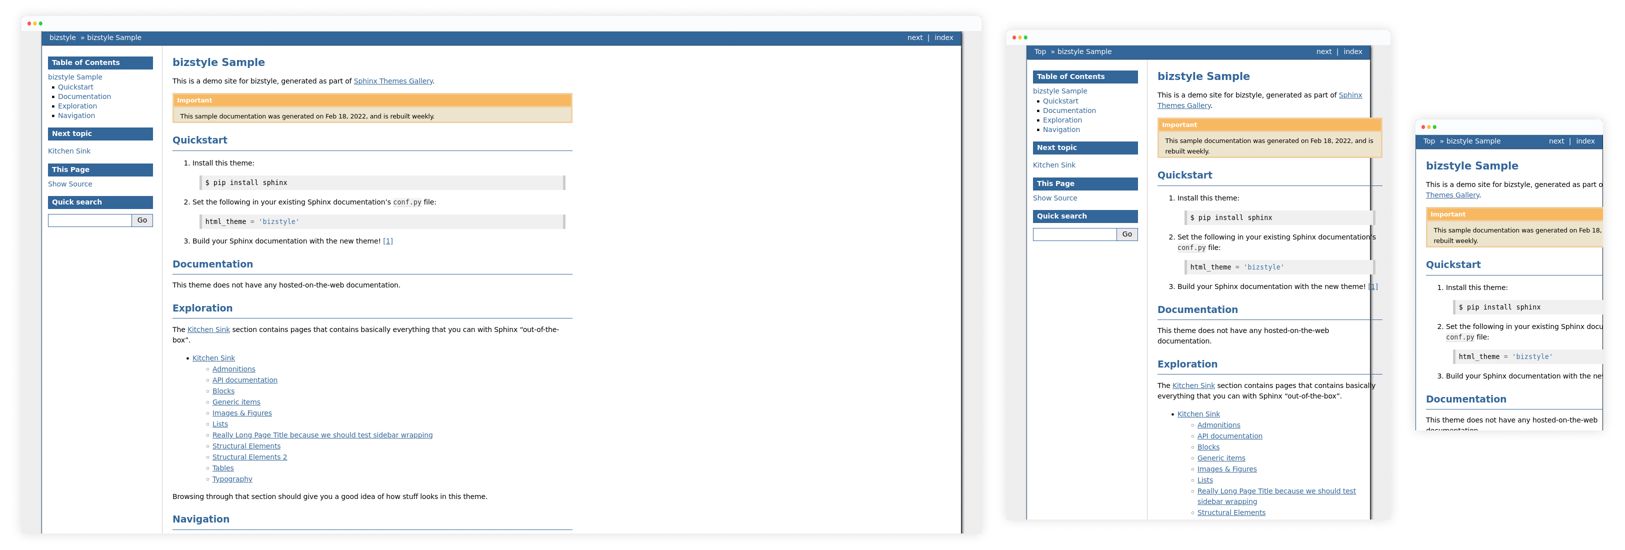 bizstyle » bizstyle Sample
next | index
Table of Contents
bizstyle Sample
Quickstart
Documentation
Exploration
Navigation
Next topic
Kitchen Sink
This Page
Show Source
Quick search
Go
bizstyle Sample
This is a demo site for bizstyle, generated as part of Sphinx Themes Gallery.
Important
This sample documentation was generated on Feb 18, 2022, and is rebuilt weekly.
Quickstart
1. Install this theme:
$ pip install sphinx
2. Set the following in your existing Sphinx documentation's conf.py file:
html_theme = 'bizstyle'
3. Build your Sphinx documentation with the new theme! [1]
Documentation
This theme does not have any hosted-on-the-web documentation.
Exploration
The Kitchen Sink section contains pages that contains basically everything that you can with Sphinx "out-of-the-
box".
Kitchen Sink
Admonitions
API documentation
Blocks
Generic items
Images & Figures
Lists
Really Long Page Title because we should test sidebar wrapping
Structural Elements
Structural Elements 2
Tables
Typography
Browsing through that section should give you a good idea of how stuff looks in this theme.
Navigation
Top » bizstyle Sample
next | index
Table of Contents
bizstyle Sample
Quickstart
Documentation
Exploration
Navigation
Next topic
Kitchen Sink
This Page
Show Source
Quick search
Go
bizstyle Sample
This is a demo site for bizstyle, generated as part of Sphinx
Themes Gallery.
Important
This sample documentation was generated on Feb 18, 2022, and is
rebuilt weekly.
Quickstart
1. Install this theme:
$ pip install sphinx
2. Set the following in your existing Sphinx documentation's
conf.py file:
html_theme = 'bizstyle'
3. Build your Sphinx documentation with the new theme! [1]
Documentation
This theme does not have any hosted-on-the-web
documentation.
Exploration
The Kitchen Sink section contains pages that contains basically
everything that you can with Sphinx "out-of-the-box".
Kitchen Sink
Admonitions
API documentation
Blocks
Generic items
Images & Figures
Lists
Really Long Page Title because we should test
sidebar wrapping
Structural Elements
Top » bizstyle Sample
next | index
bizstyle Sample
This is a demo site for bizstyle, generated as part o
Themes Gallery.
Important
This sample documentation was generated on Feb 18,
rebuilt weekly.
Quickstart
1. Install this theme:
$ pip install sphinx
2. Set the following in your existing Sphinx docu
conf.py file:
html_theme = 'bizstyle'
3. Build your Sphinx documentation with the ne
Documentation
This theme does not have any hosted-on-the-web
documentation.